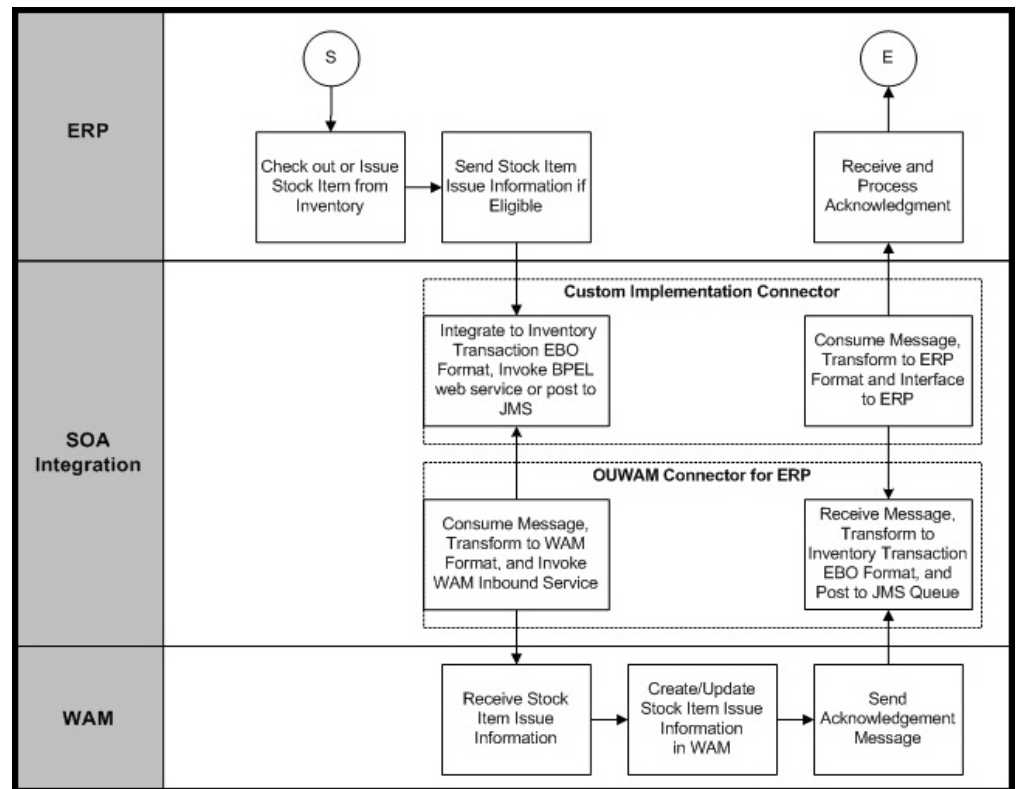 S
E
ERP
Check out or Issue
Stock Item from
Inventory
Send Stock Item
Issue Information if
Eligible
Receive and
Process
Acknowledgment
Custom Implementation Connector
Integrate to Inventory
Transaction EBO
Format, Invoke BPEL
web service or post to
JMS
Consume Message,
Transform to ERP
Format and Interface
to ERP
SOA
Integration
OUWAM Connector for ERP
Consume Message,
Transform to WAM
Format, and Invoke
WAM Inbound Service
Receive Message,
Transform to
Inventory Transaction
EBO Format, and
Post to JMS Queue
WAM
Receive Stock
Item Issue
Information
Create/Update
Stock Item Issue
Information
in WAM
Send
Acknowledgement
Message